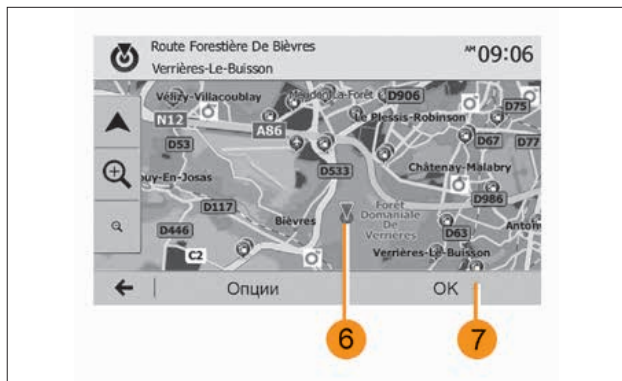 Route Forestière De Bièvres
Verrières-Le-Buisson
AM 09:06
Vélizy-Villacoublay
Meudon-La-Forêt
D906
D75
N12
Le Plessis-Robinson
A86
D53
D67
D77
D533
Châtenay-Malabry
uy-En-Josas
D986
D117
Forêt
Domaniale
De
Verrières
Bièvres
D63
Antony
D446
C2
Verrières-Le-Buisson
Опции
OK
6
7